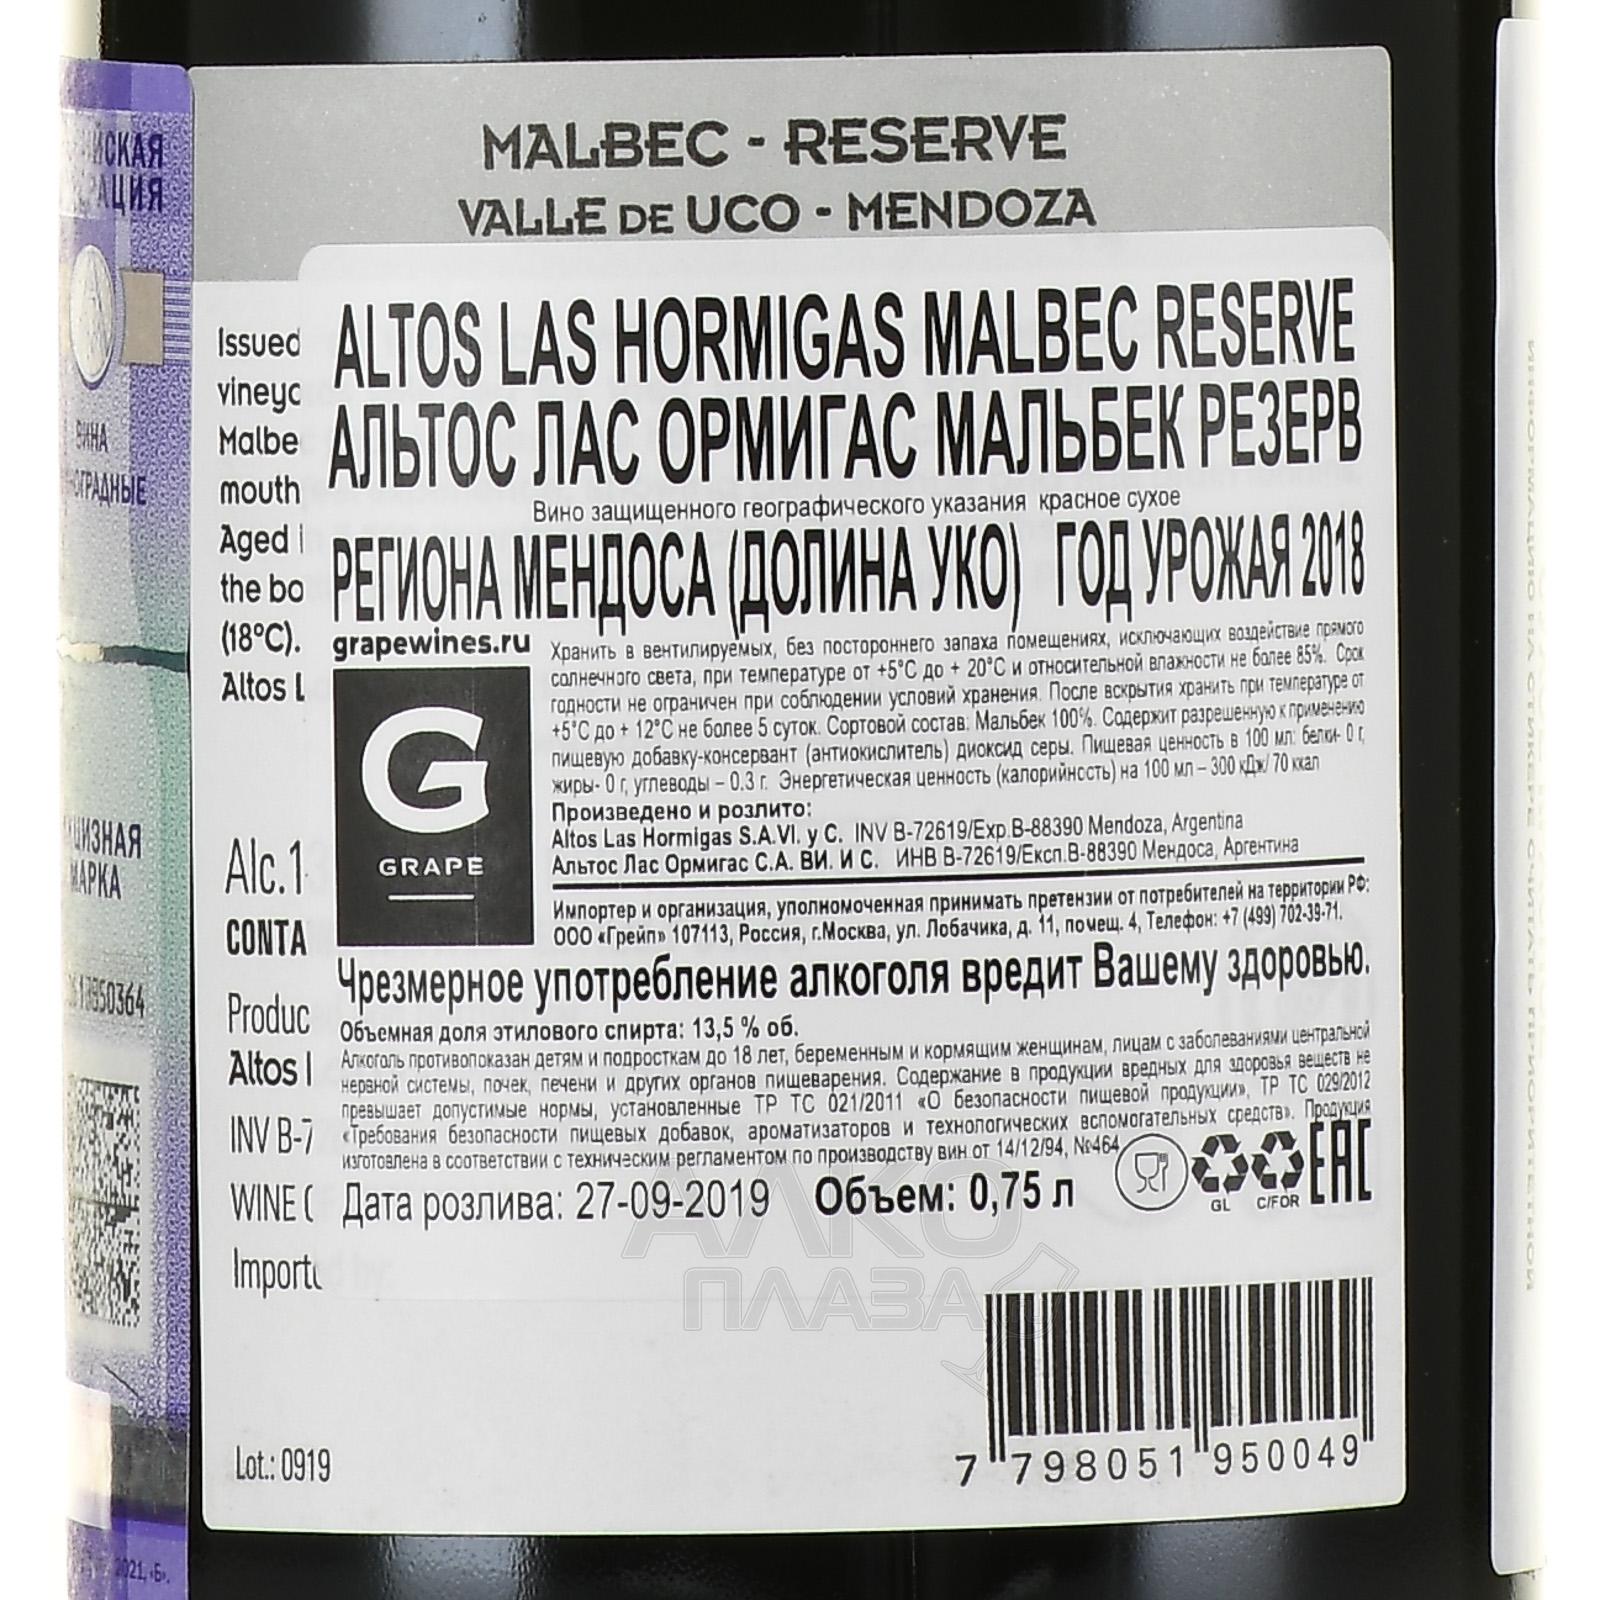 MALBEC - RESERVE
VALLE DE UCO - MENDOZA
ALTOS LAS HORMIGAS MALBEC RESERVE
АЛЬТОС ЛАС ОРМИГАС МАЛЬБЕК РЕЗЕРВ
Вино защищенного географического указания красное сухое
РЕГИОНА МЕНДОСА (ДОЛИНА УКО) ГОД УРОЖАЯ 2018
grapewines.ru
Хранить в вентилируемых, без постороннего запаха помещениях, исключающих воздействие прямого
солнечного света, при температуре от +5°С до + 20°С и относительной влажности не более 85%. Срок
годности не ограничен при соблюдении условий хранения. После вскрытия хранить при температуре от
+5°С до + 12°С не более 5 суток. Сортовой состав: Мальбек 100%. Содержит разрешенную к применению
пищевую добавку-консервант (антиокислитель) диоксид серы. Пищевая ценность в 100 мл: белки- 0 г,
жиры- 0 г, углеводы – 0.3 г. Энергетическая ценность (калорийность) на 100 мл – 300 кДж/ 70 ккал
G
GRAPE
Произведено и розлито:
Altos Las Hormigas S.A.VI. y C. INV B-72619/Exp.B-88390 Mendoza, Argentina
Альтос Лас Ормигас С.А. ВИ. И С. ИНВ В-72619/Eксп.В-88390 Мендоса, Аргентина
Импортер и организация, уполномоченная принимать претензии от потребителей на территории РФ:
ООО «Грейп» 107113, Россия, г.Москва, ул. Лобачика, д. 11, помещ. 4, Телефон: +7 (499) 702-39-71.
Чрезмерное употребление алкоголя вредит Вашему здоровью.
Объемная доля этилового спирта: 13,5 % об.
Алкоголь противопоказан детям и подросткам до 18 лет, беременным и кормящим женщинам, лицам с заболеваниями центральной
нервной системы, почек, печени и других органов пищеварения. Содержание в продукции вредных для здоровья веществ не
превышает допустимые нормы, установленные ТР ТС 021/2011 «О безопасности пищевой продукции», ТР ТС 029/2012
«Требования безопасности пищевых добавок, ароматизаторов и технологических вспомогательных средств». Продукция
изготовлена в соответствии с техническим регламентом по производству вин от 14/12/94, №464
GL
C/FOR
EAC
Дата розлива: 27-09-2019 Объем: 0,75 л
АЛКО
ПЛАЗА
7 798051 950049
Issued
vineya
Malbe
mouth
Aged i
the bo
(18°C).
Altos L
Alc.1
CONTA
Produc
Altos l
INV B-7
WINE
Importe
Lot.: 0919
ВИНА
МАРКА
2021, «Б».